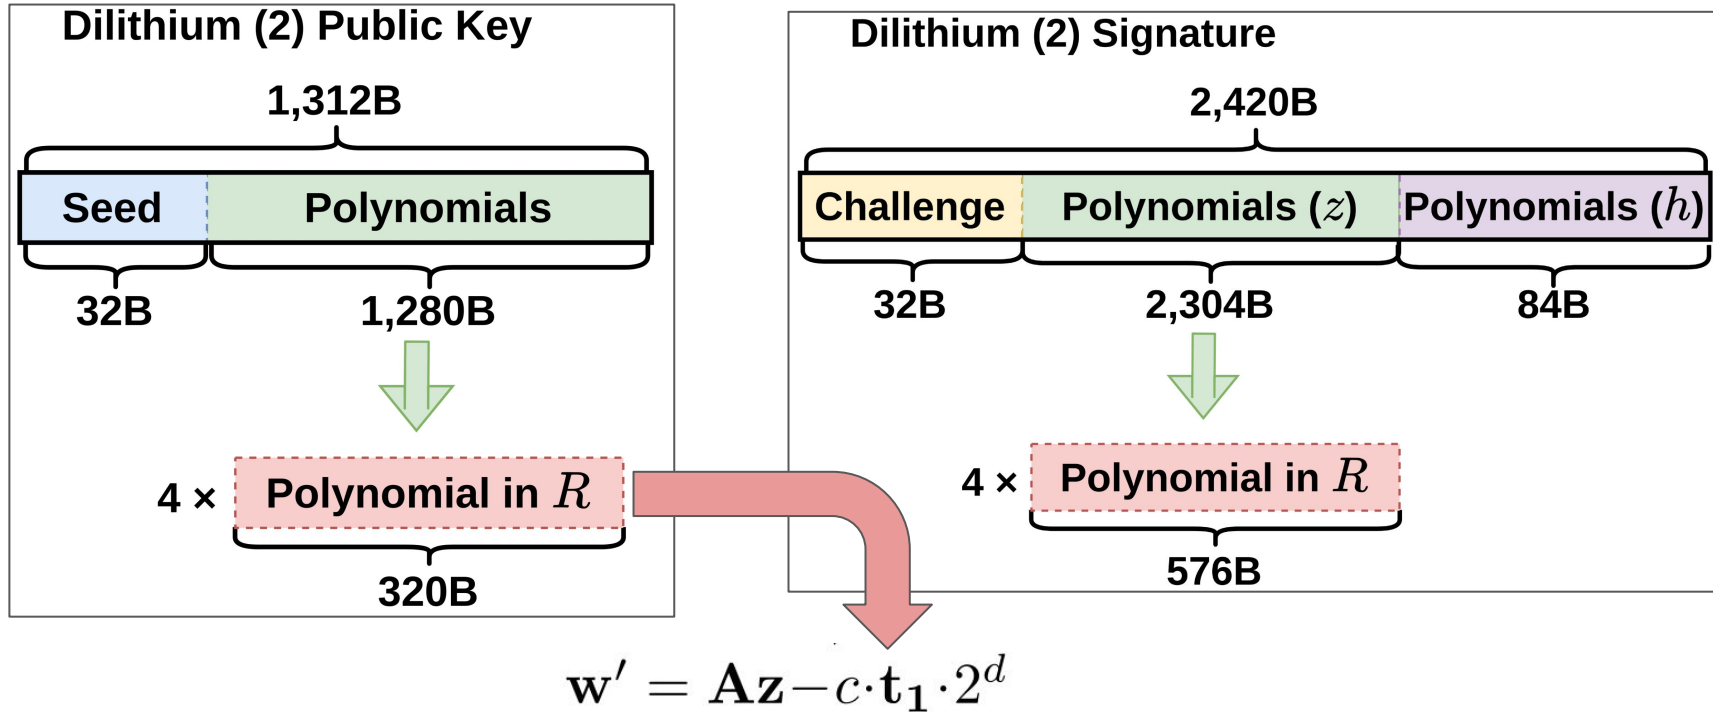 Dilithium (2) Public Key
1,312B
Seed
Polynomials
32B
1,280B
4 ×
Polynomial in R
320B
Dilithium (2) Signature
2,420B
Challenge
Polynomials (z)
Polynomials (h)
32B
2,304B
84B
4 ×
Polynomial in R
576B
w′ = Az−c·t₁·2ᵈ